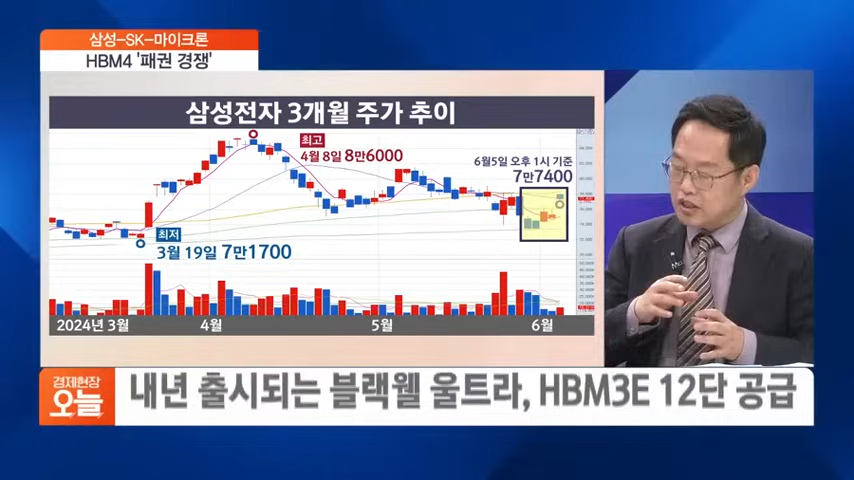 삼성-SK-마이크론
HBM4 '패권 경쟁'
삼성전자 3개월 주가 추이
최고
4월 8일 8만6000
6월5일 오후 1시 기준
7만7400
최저
3월 19일 7만1700
2024년 3월
4월
5월
6월
경제현장
오늘
내년 출시되는 블랙웰 울트라, HBM3E 12단 공급